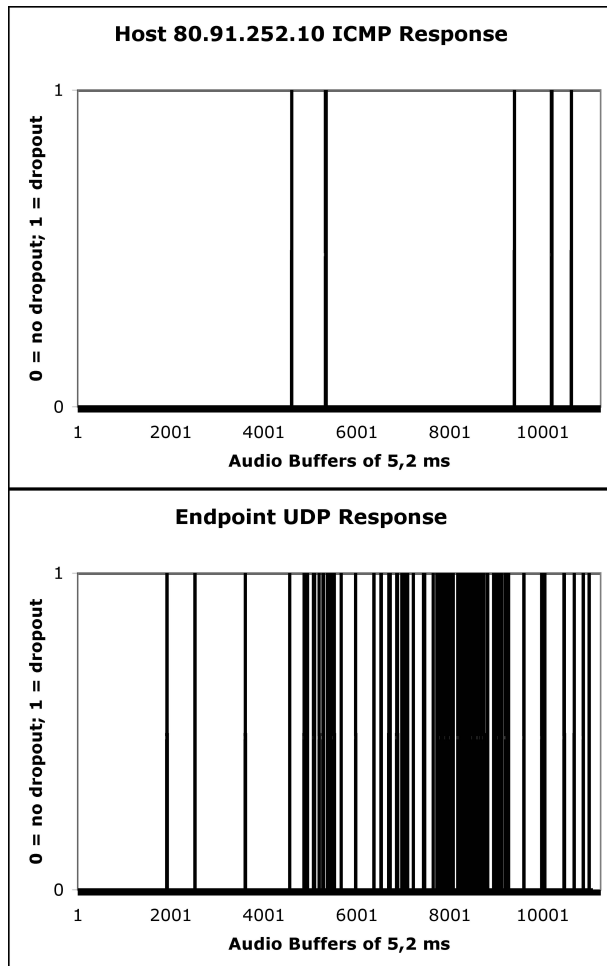 Host 80.91.252.10 ICMP Response
1
0 = no dropout; 1 = dropout
0
1 2001 4001 6001 8001 10001
Audio Buffers of 5,2 ms
Endpoint UDP Response
1
0 = no dropout; 1 = dropout
0
1 2001 4001 6001 8001 10001
Audio Buffers of 5,2 ms